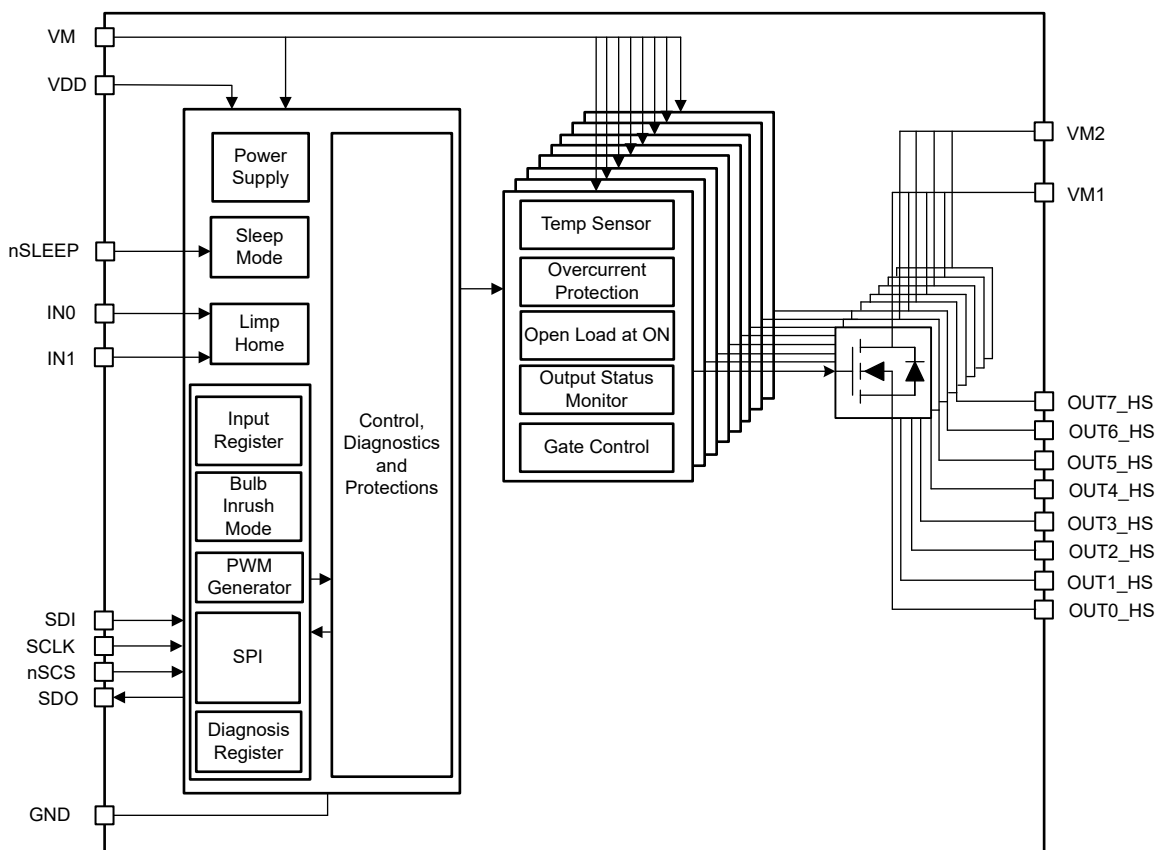 VM
VDD
nSLEEP
IN0
IN1
SDI
SCLK
nSCS
SDO
GND
Power
Supply
Sleep
Mode
Limp
Home
Input
Register
Bulb
Inrush
Mode
PWM
Generator
SPI
Diagnosis
Register
Control,
Diagnostics
and
Protections
Temp Sensor
Overcurrent
Protection
Open Load at ON
Output Status
Monitor
Gate Control
VM2
VM1
OUT7_HS
OUT6_HS
OUT5_HS
OUT4_HS
OUT3_HS
OUT2_HS
OUT1_HS
OUT0_HS